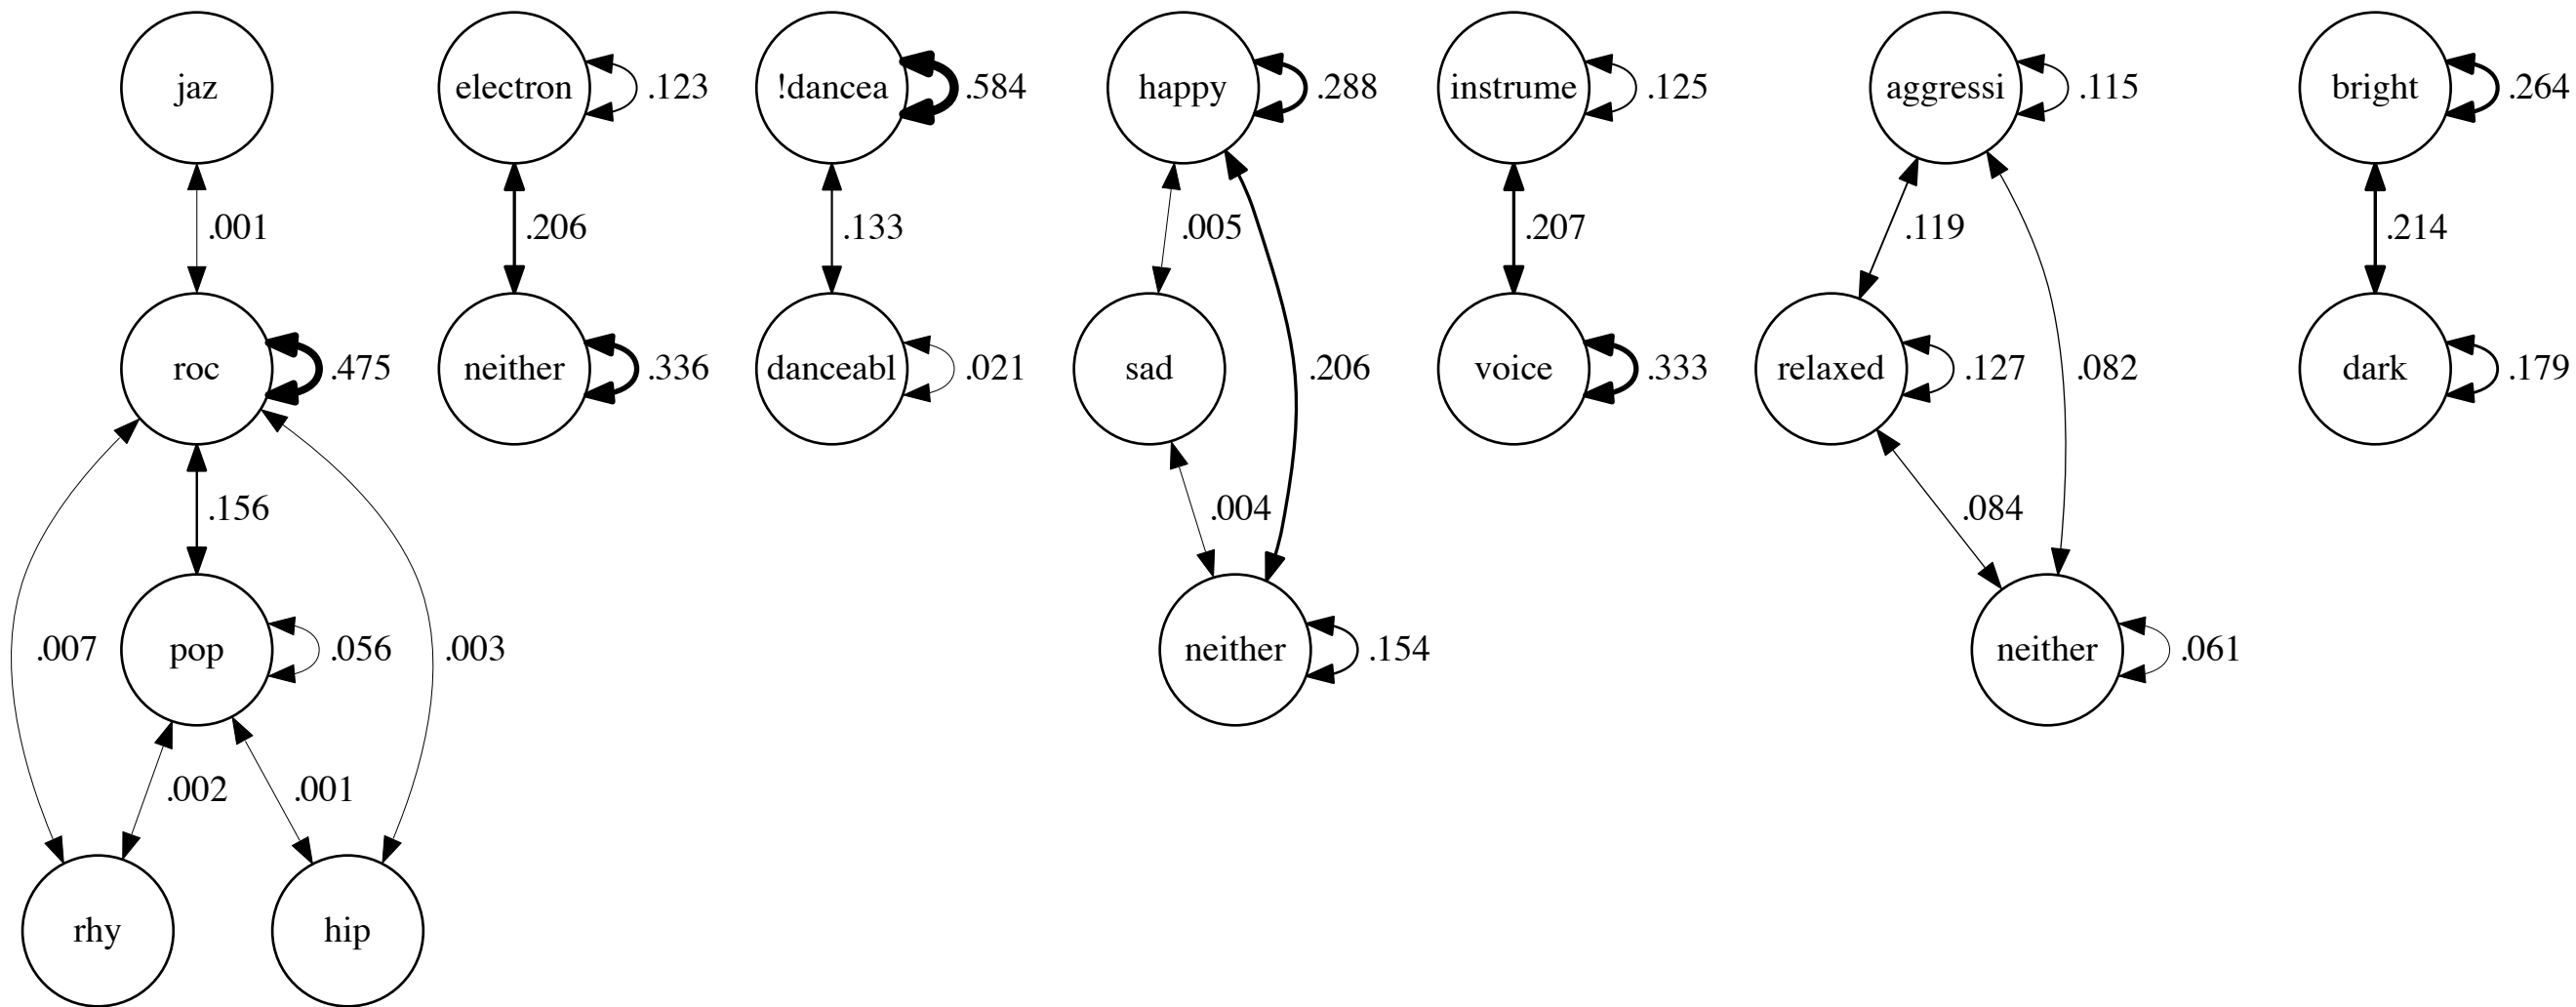 jaz
electron
.123
!dancea
.584
happy
.288
instrume
.125
aggressi
.115
bright
.264
.001
.206
.133
.005
.207
.119
.214
roc
.475
neither
.336
danceabl
.021
sad
.206
voice
.333
relaxed
.127
.082
dark
.179
.156
.004
.084
.007
pop
.056
.003
neither
.154
neither
.061
.002
.001
rhy
hip